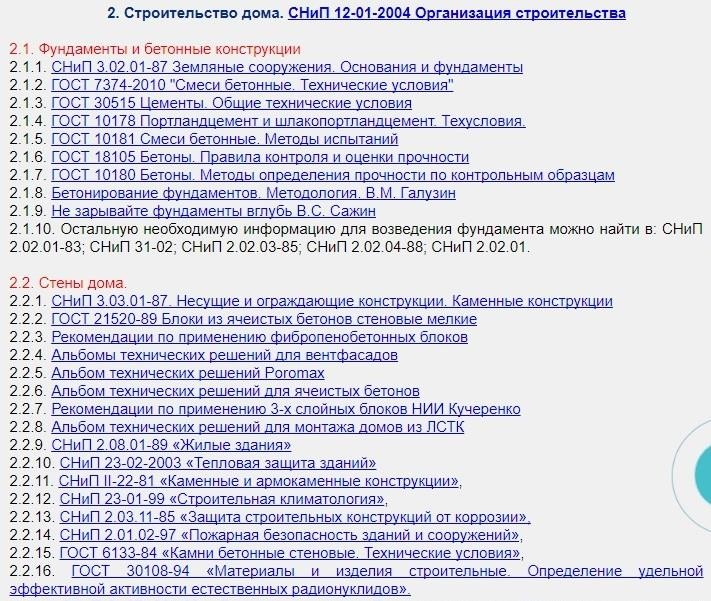 2. Строительство дома. СНиП 12-01-2004 Организация строительства
2.1. Фундаменты и бетонные конструкции
2.1.1. СНиП 3.02.01-87 Земляные сооружения. Основания и фундаменты
2.1.2. ГОСТ 7374-2010 "Смеси бетонные. Технические условия"
2.1.3. ГОСТ 30515 Цементы. Общие технические условия
2.1.4. ГОСТ 10178 Портландцемент и шлакопортландцемент. Техусловия.
2.1.5. ГОСТ 10181 Смеси бетонные. Методы испытаний
2.1.6. ГОСТ 18105 Бетоны. Правила контроля и оценки прочности
2.1.7. ГОСТ 10180 Бетоны. Методы определения прочности по контрольным образцам
2.1.8. Бетонирование фундаментов. Методология. В.М. Галузин
2.1.9. Не зарывайте фундаменты вглубь В.С. Сажин
2.1.10. Остальную необходимую информацию для возведения фундамента можно найти в: СНиП
2.02.01-83; СНиП 31-02; СНиП 2.02.03-85; СНиП 2.02.04-88; СНиП 2.02.01.
2.2. Стены дома.
2.2.1. СНиП 3.03.01-87. Несущие и ограждающие конструкции. Каменные конструкции
2.2.2. ГОСТ 21520-89 Блоки из ячеистых бетонов стеновые мелкие
2.2.3. Рекомендации по применению фибропенобетонных блоков
2.2.4. Альбомы технических решений для вентфасадов
2.2.5. Альбом технических решений Poromax
2.2.6. Альбом технических решений для ячеистых бетонов
2.2.7. Рекомендации по применению 3-х слойных блоков НИИ Кучеренко
2.2.8. Альбом технических решений для монтажа домов из ЛСТК
2.2.9. СНиП 2.08.01-89 «Жилые здания»
2.2.10. СНиП 23-02-2003 «Тепловая защита зданий»
2.2.11. СНиП II-22-81 «Каменные и армокаменные конструкции»,
2.2.12. СНиП 23-01-99 «Строительная климатология»,
2.2.13. СНиП 2.03.11-85 «Защита строительных конструкций от коррозии»,
2.2.14. СНиП 2.01.02-97 «Пожарная безопасность зданий и сооружений»,
2.2.15. ГОСТ 6133-84 «Камни бетонные стеновые. Технические условия»,
2.2.16. ГОСТ 30108-94 «Материалы и изделия строительные. Определение удельной
эффективной активности естественных радионуклидов».